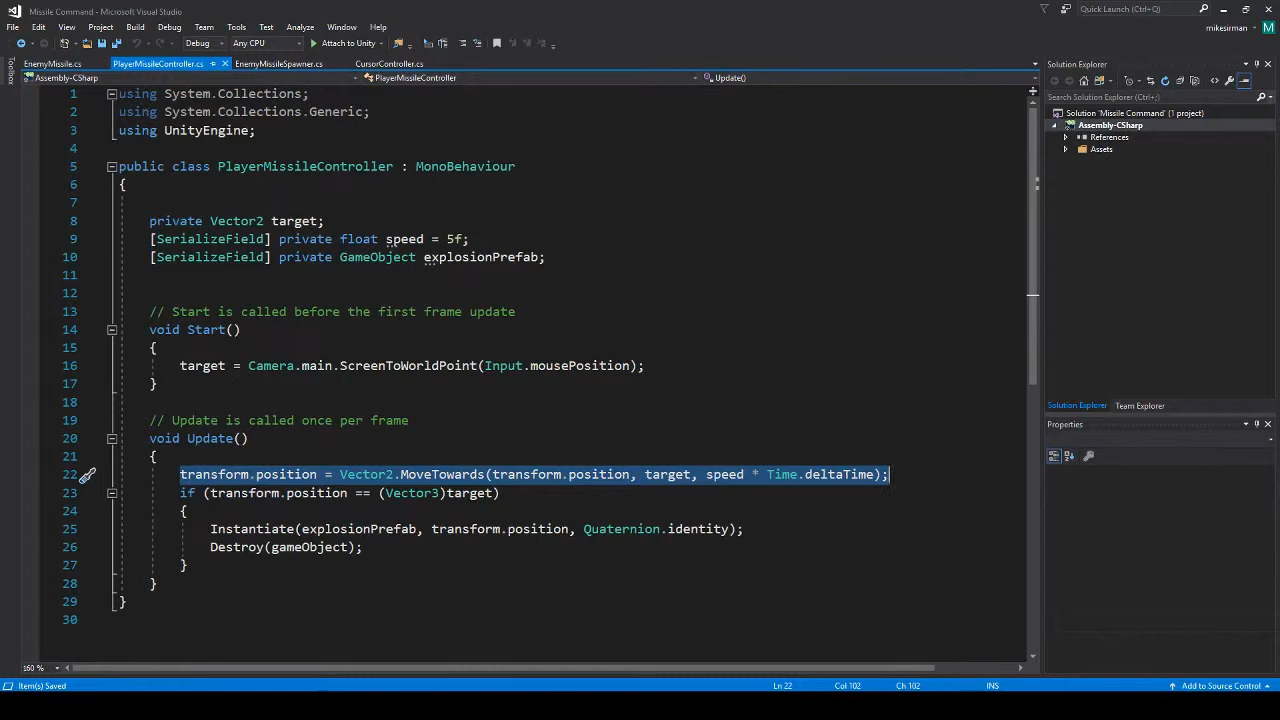 Missile Command - Microsoft Visual Studio
Quick Launch (Ctrl+Q)
File Edit View Project Build Debug Team Tools Test Analyze Window Help
mikesirman
Debug Any CPU Attach to Unity
Toolbox
EnemyMissile.cs PlayerMissileController.cs EnemyMissileSpawner.cs CursorController.cs
Assembly-CSharp PlayerMissileController Update()
1 using System.Collections;
2 using System.Collections.Generic;
3 using UnityEngine;
4
5 public class PlayerMissileController : MonoBehaviour
6 {
7
8 private Vector2 target;
9 [SerializeField] private float speed = 5f;
10 [SerializeField] private GameObject explosionPrefab;
11
12
13 // Start is called before the first frame update
14 void Start()
15 {
16 target = Camera.main.ScreenToWorldPoint(Input.mousePosition);
17 }
18
19 // Update is called once per frame
20 void Update()
21 {
22 transform.position = Vector2.MoveTowards(transform.position, target, speed * Time.deltaTime);
23 if (transform.position == (Vector3)target)
24 {
25 Instantiate(explosionPrefab, transform.position, Quaternion.identity);
26 Destroy(gameObject);
27 }
28 }
29 }
30
160 %
Solution Explorer
Search Solution Explorer (Ctrl+;)
Solution 'Missile Command' (1 project)
Assembly-CSharp
References
Assets
Solution Explorer Team Explorer
Properties
Item(s) Saved Ln 22 Col 102 Ch 102 INS Add to Source Control